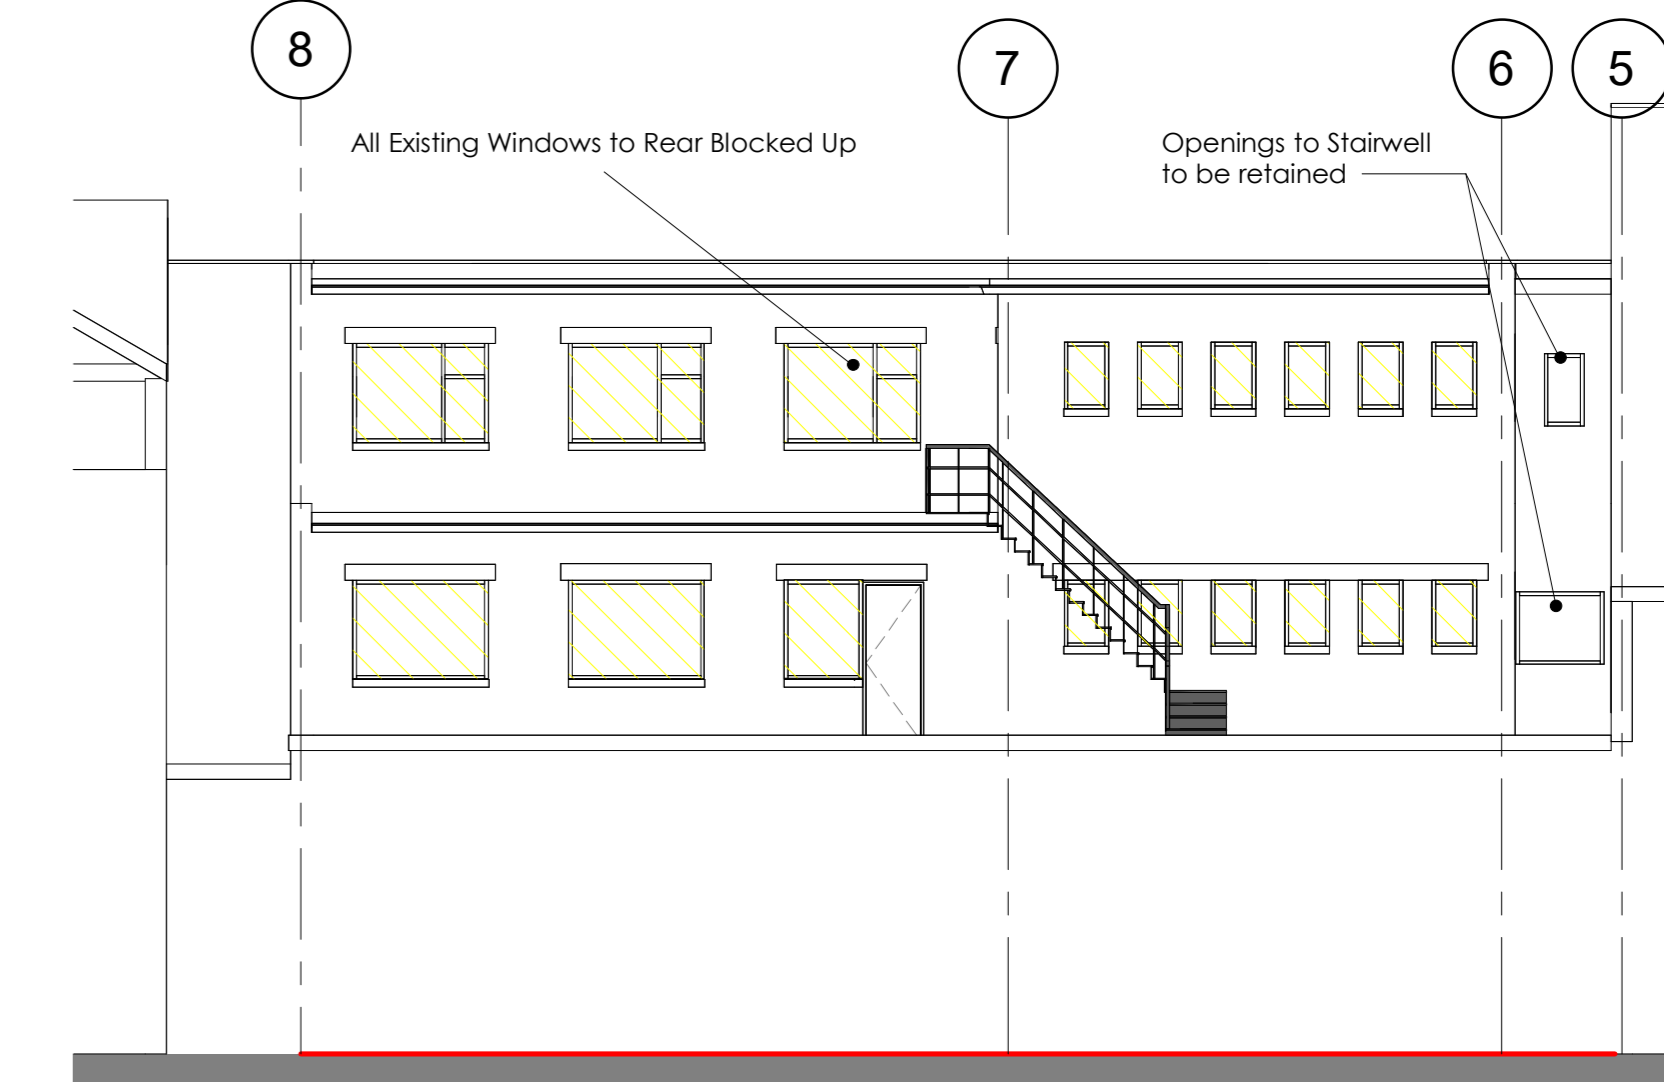 8
7
6
5
All Existing Windows to Rear Blocked Up
Openings to Stairwell
to be retained